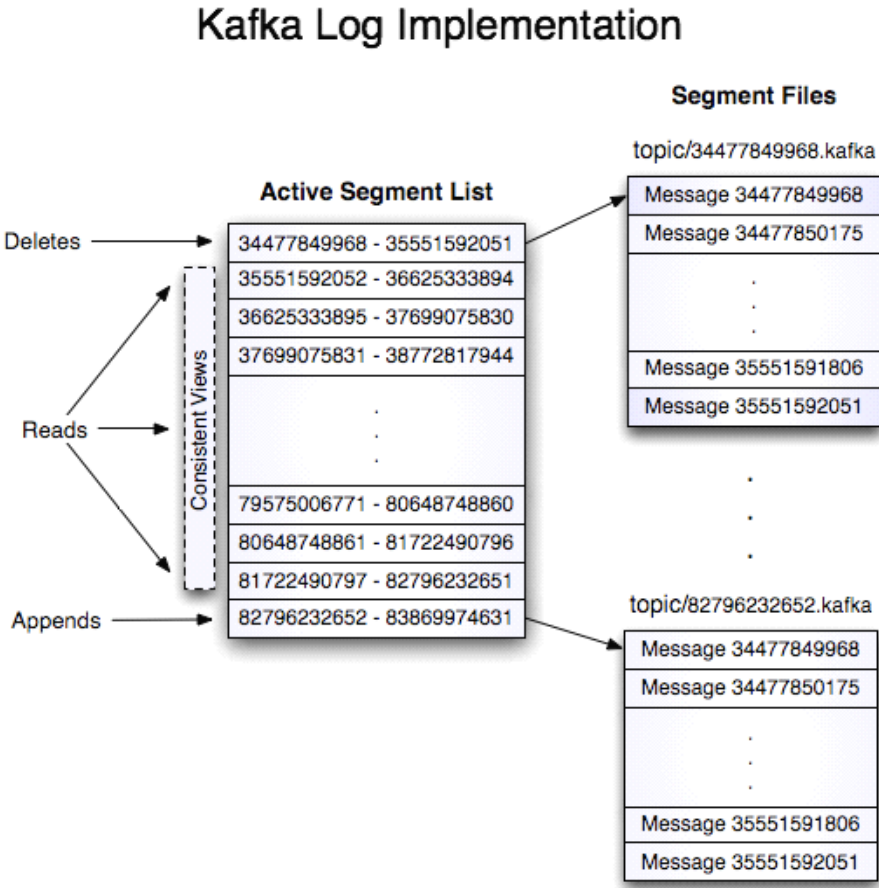 Kafka Log Implementation
Segment Files
topic/34477849968.kafka
Active Segment List
Message 34477849968
Deletes
34477849968 - 35551592051
Message 34477850175
35551592052 - 36625333894
.
.
.
36625333895 - 37699075830
37699075831 - 38772817944
Message 35551591806
Message 35551592051
Reads
Consistent Views
.
.
.
79575006771 - 80648748860
.
.
.
80648748861 - 81722490796
81722490797 - 82796232651
topic/82796232652.kafka
Appends
82796232652 - 83869974631
Message 34477849968
Message 34477850175
.
.
.
Message 35551591806
Message 35551592051